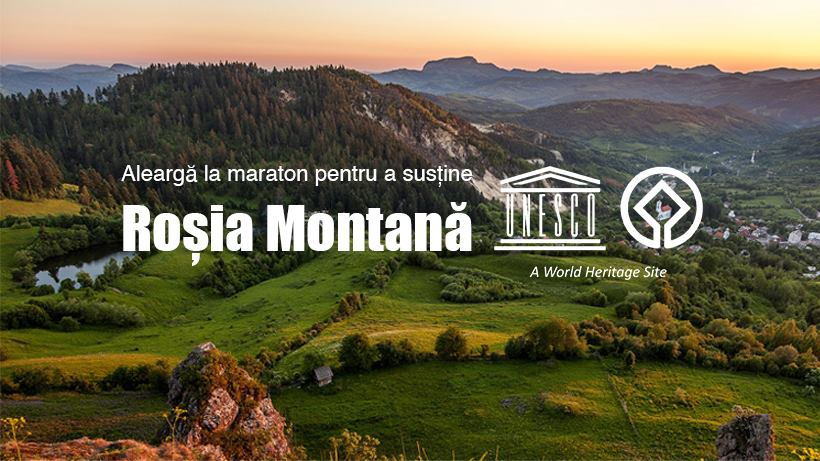 Aleargă la maraton pentru a susține
Roșia Montană
UNESCO
A World Heritage Site